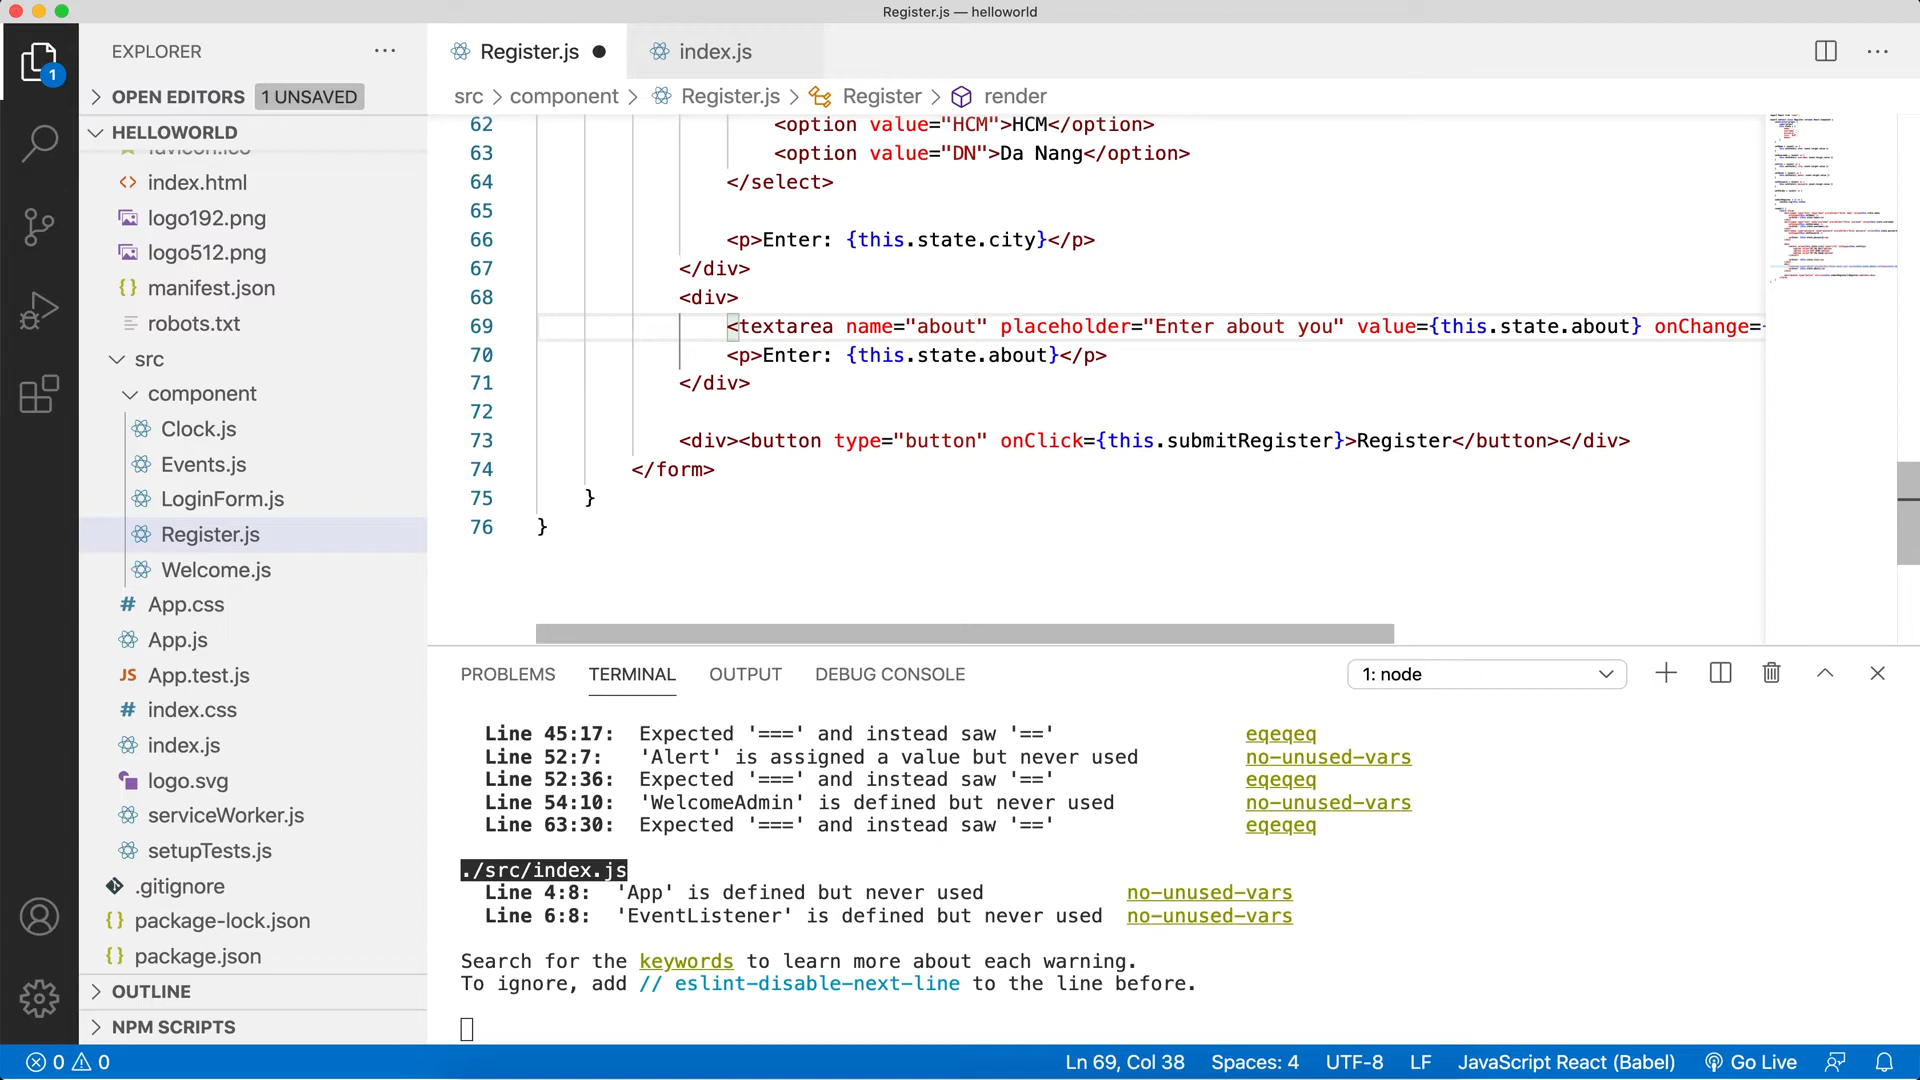 Register.js — helloworld
EXPLORER
Register.js
index.js
OPEN EDITORS
1 UNSAVED
src
component
Register.js
Register
render
HELLOWORLD
favicon.ico
index.html
logo192.png
logo512.png
manifest.json
robots.txt
src
component
Clock.js
Events.js
LoginForm.js
Register.js
Welcome.js
App.css
App.js
JS
App.test.js
index.css
index.js
logo.svg
serviceWorker.js
setupTests.js
.gitignore
package-lock.json
package.json
OUTLINE
NPM SCRIPTS
1
62 <option value="HCM">HCM</option>
63 <option value="DN">Da Nang</option>
64 </select>
65
66 <p>Enter: {this.state.city}</p>
67 </div>
68 <div>
69 <textarea name="about" placeholder="Enter about you" value={this.state.about} onChange=
70 <p>Enter: {this.state.about}</p>
71 </div>
72
73 <div><button type="button" onClick={this.submitRegister}>Register</button></div>
74 </form>
75 }
76 }
PROBLEMS TERMINAL OUTPUT DEBUG CONSOLE
1: node
Line 45:17: Expected '===' and instead saw '==' eqeqeq
Line 52:7: 'Alert' is assigned a value but never used no-unused-vars
Line 52:36: Expected '===' and instead saw '==' eqeqeq
Line 54:10: 'WelcomeAdmin' is defined but never used no-unused-vars
Line 63:30: Expected '===' and instead saw '==' eqeqeq
./src/index.js
Line 4:8: 'App' is defined but never used no-unused-vars
Line 6:8: 'EventListener' is defined but never used no-unused-vars
Search for the keywords to learn more about each warning.
To ignore, add // eslint-disable-next-line to the line before.
0 0
Ln 69, Col 38
Spaces: 4
UTF-8
LF
JavaScript React (Babel)
Go Live